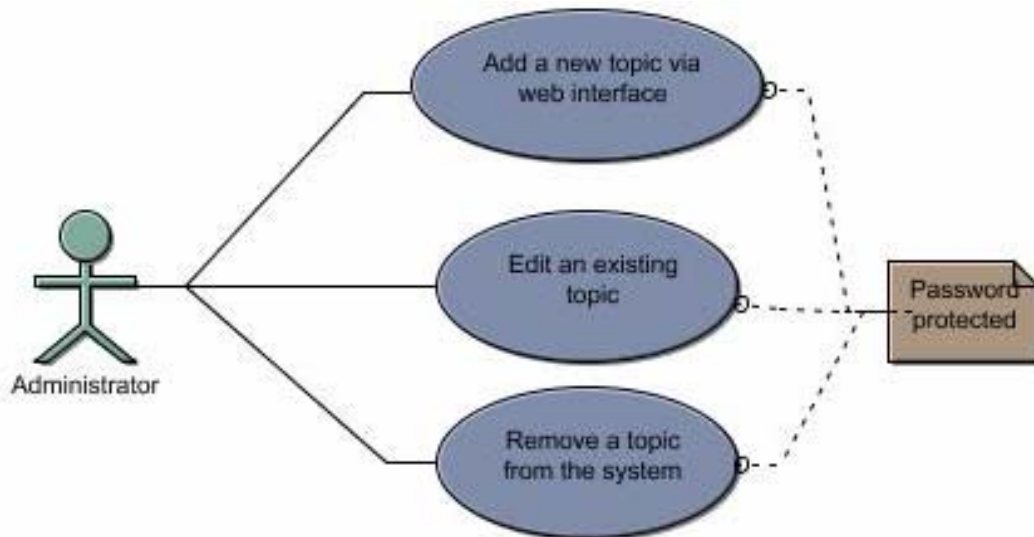 Add a new topic via
web interface
Edit an existing
topic
Password
protected
Administrator
Remove a topic
from the system